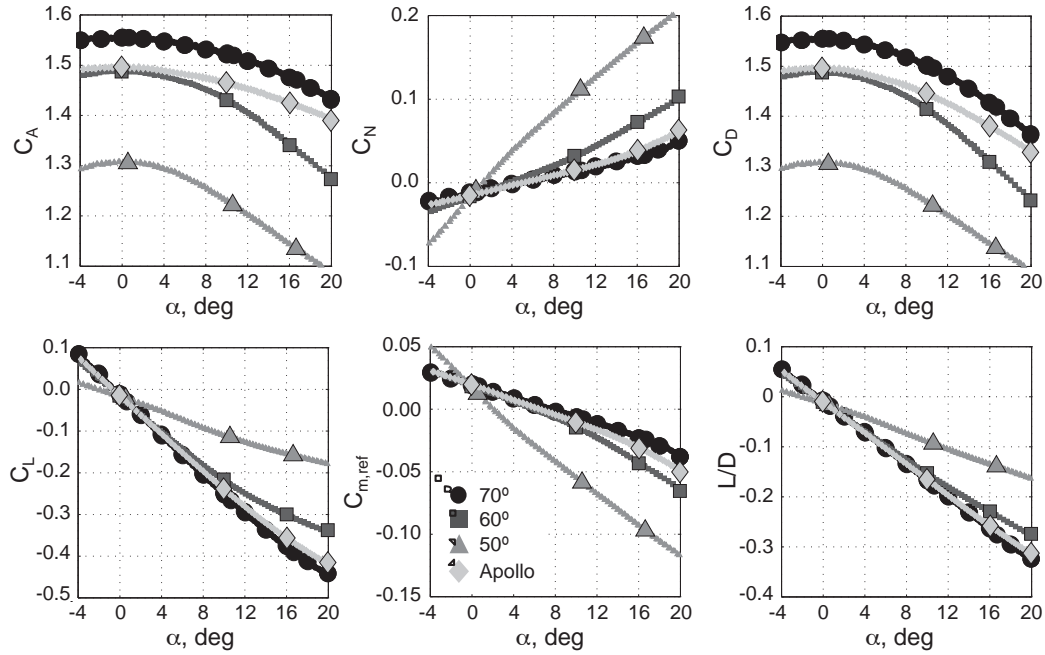 1.6
1.5
1.4
1.3
1.2
1.1
C_A
-4 0 4 8 12 16 20
α, deg
0.2
0.1
0.0
-0.1
C_N
-4 0 4 8 12 16 20
α, deg
1.6
1.5
1.4
1.3
1.2
1.1
C_D
-4 0 4 8 12 16 20
α, deg
0.1
0.0
-0.1
-0.2
-0.3
-0.4
-0.5
C_L
-4 0 4 8 12 16 20
α, deg
0.05
0.00
-0.05
-0.10
-0.15
C_m,ref
70º
60º
50º
Apollo
-4 0 4 8 12 16 20
α, deg
0.1
0
-0.1
-0.2
-0.3
-0.4
L/D
-4 0 4 8 12 16 20
α, deg